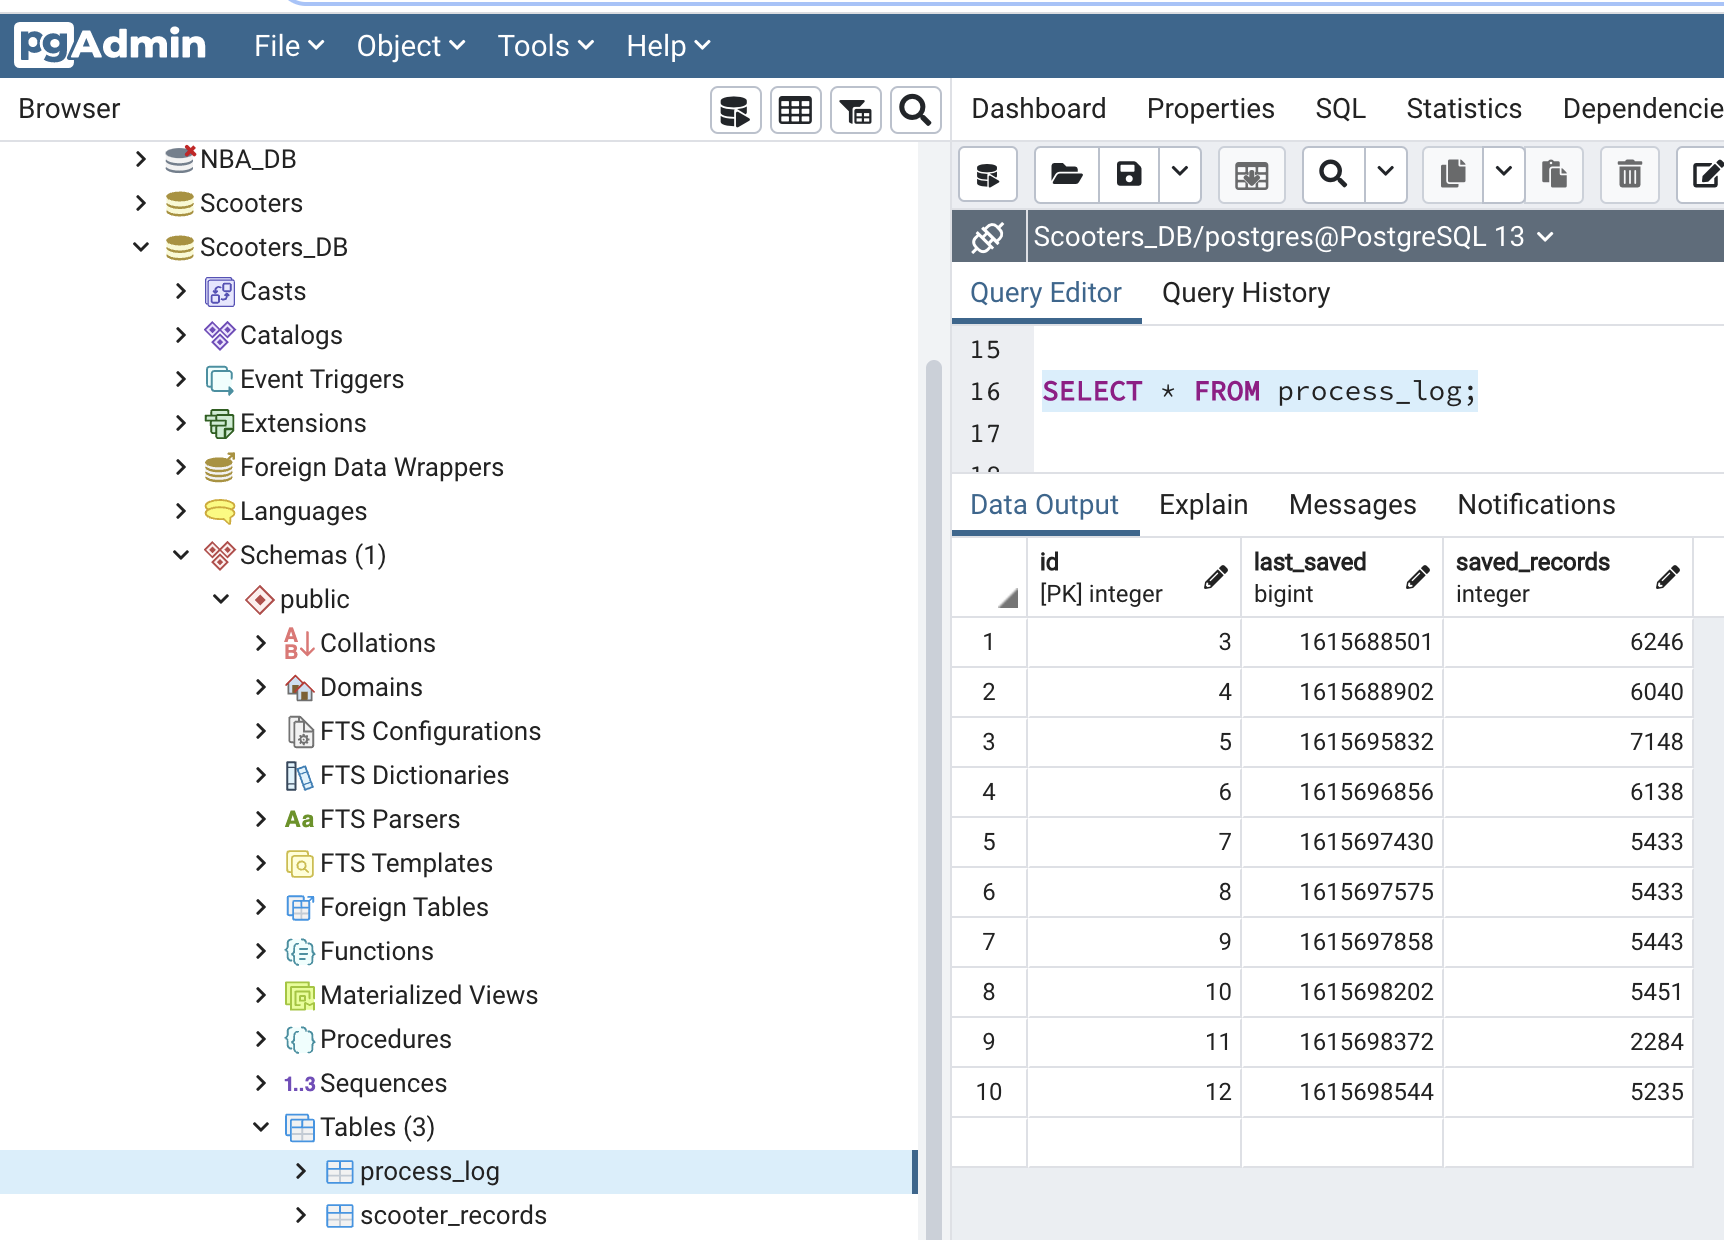 pgAdmin File Object Tools Help
Browser
Dashboard Properties SQL Statistics Dependencie
NBA_DB
Scooters
Scooters_DB
Casts
Catalogs
Event Triggers
Extensions
Foreign Data Wrappers
Languages
Schemas (1)
public
A
B
Collations
Domains
FTS Configurations
FTS Dictionaries
Aa FTS Parsers
FTS Templates
Foreign Tables
Functions
Materialized Views
Procedures
1..3 Sequences
Tables (3)
process_log
scooter_records
Scooters_DB/postgres@PostgreSQL 13
Query Editor Query History
15
16 SELECT * FROM process_log;
17
18
Data Output Explain Messages Notifications
id last_saved saved_records
[PK] integer bigint integer
1 3 1615688501 6246
2 4 1615688902 6040
3 5 1615695832 7148
4 6 1615696856 6138
5 7 1615697430 5433
6 8 1615697575 5433
7 9 1615697858 5443
8 10 1615698202 5451
9 11 1615698372 2284
10 12 1615698544 5235